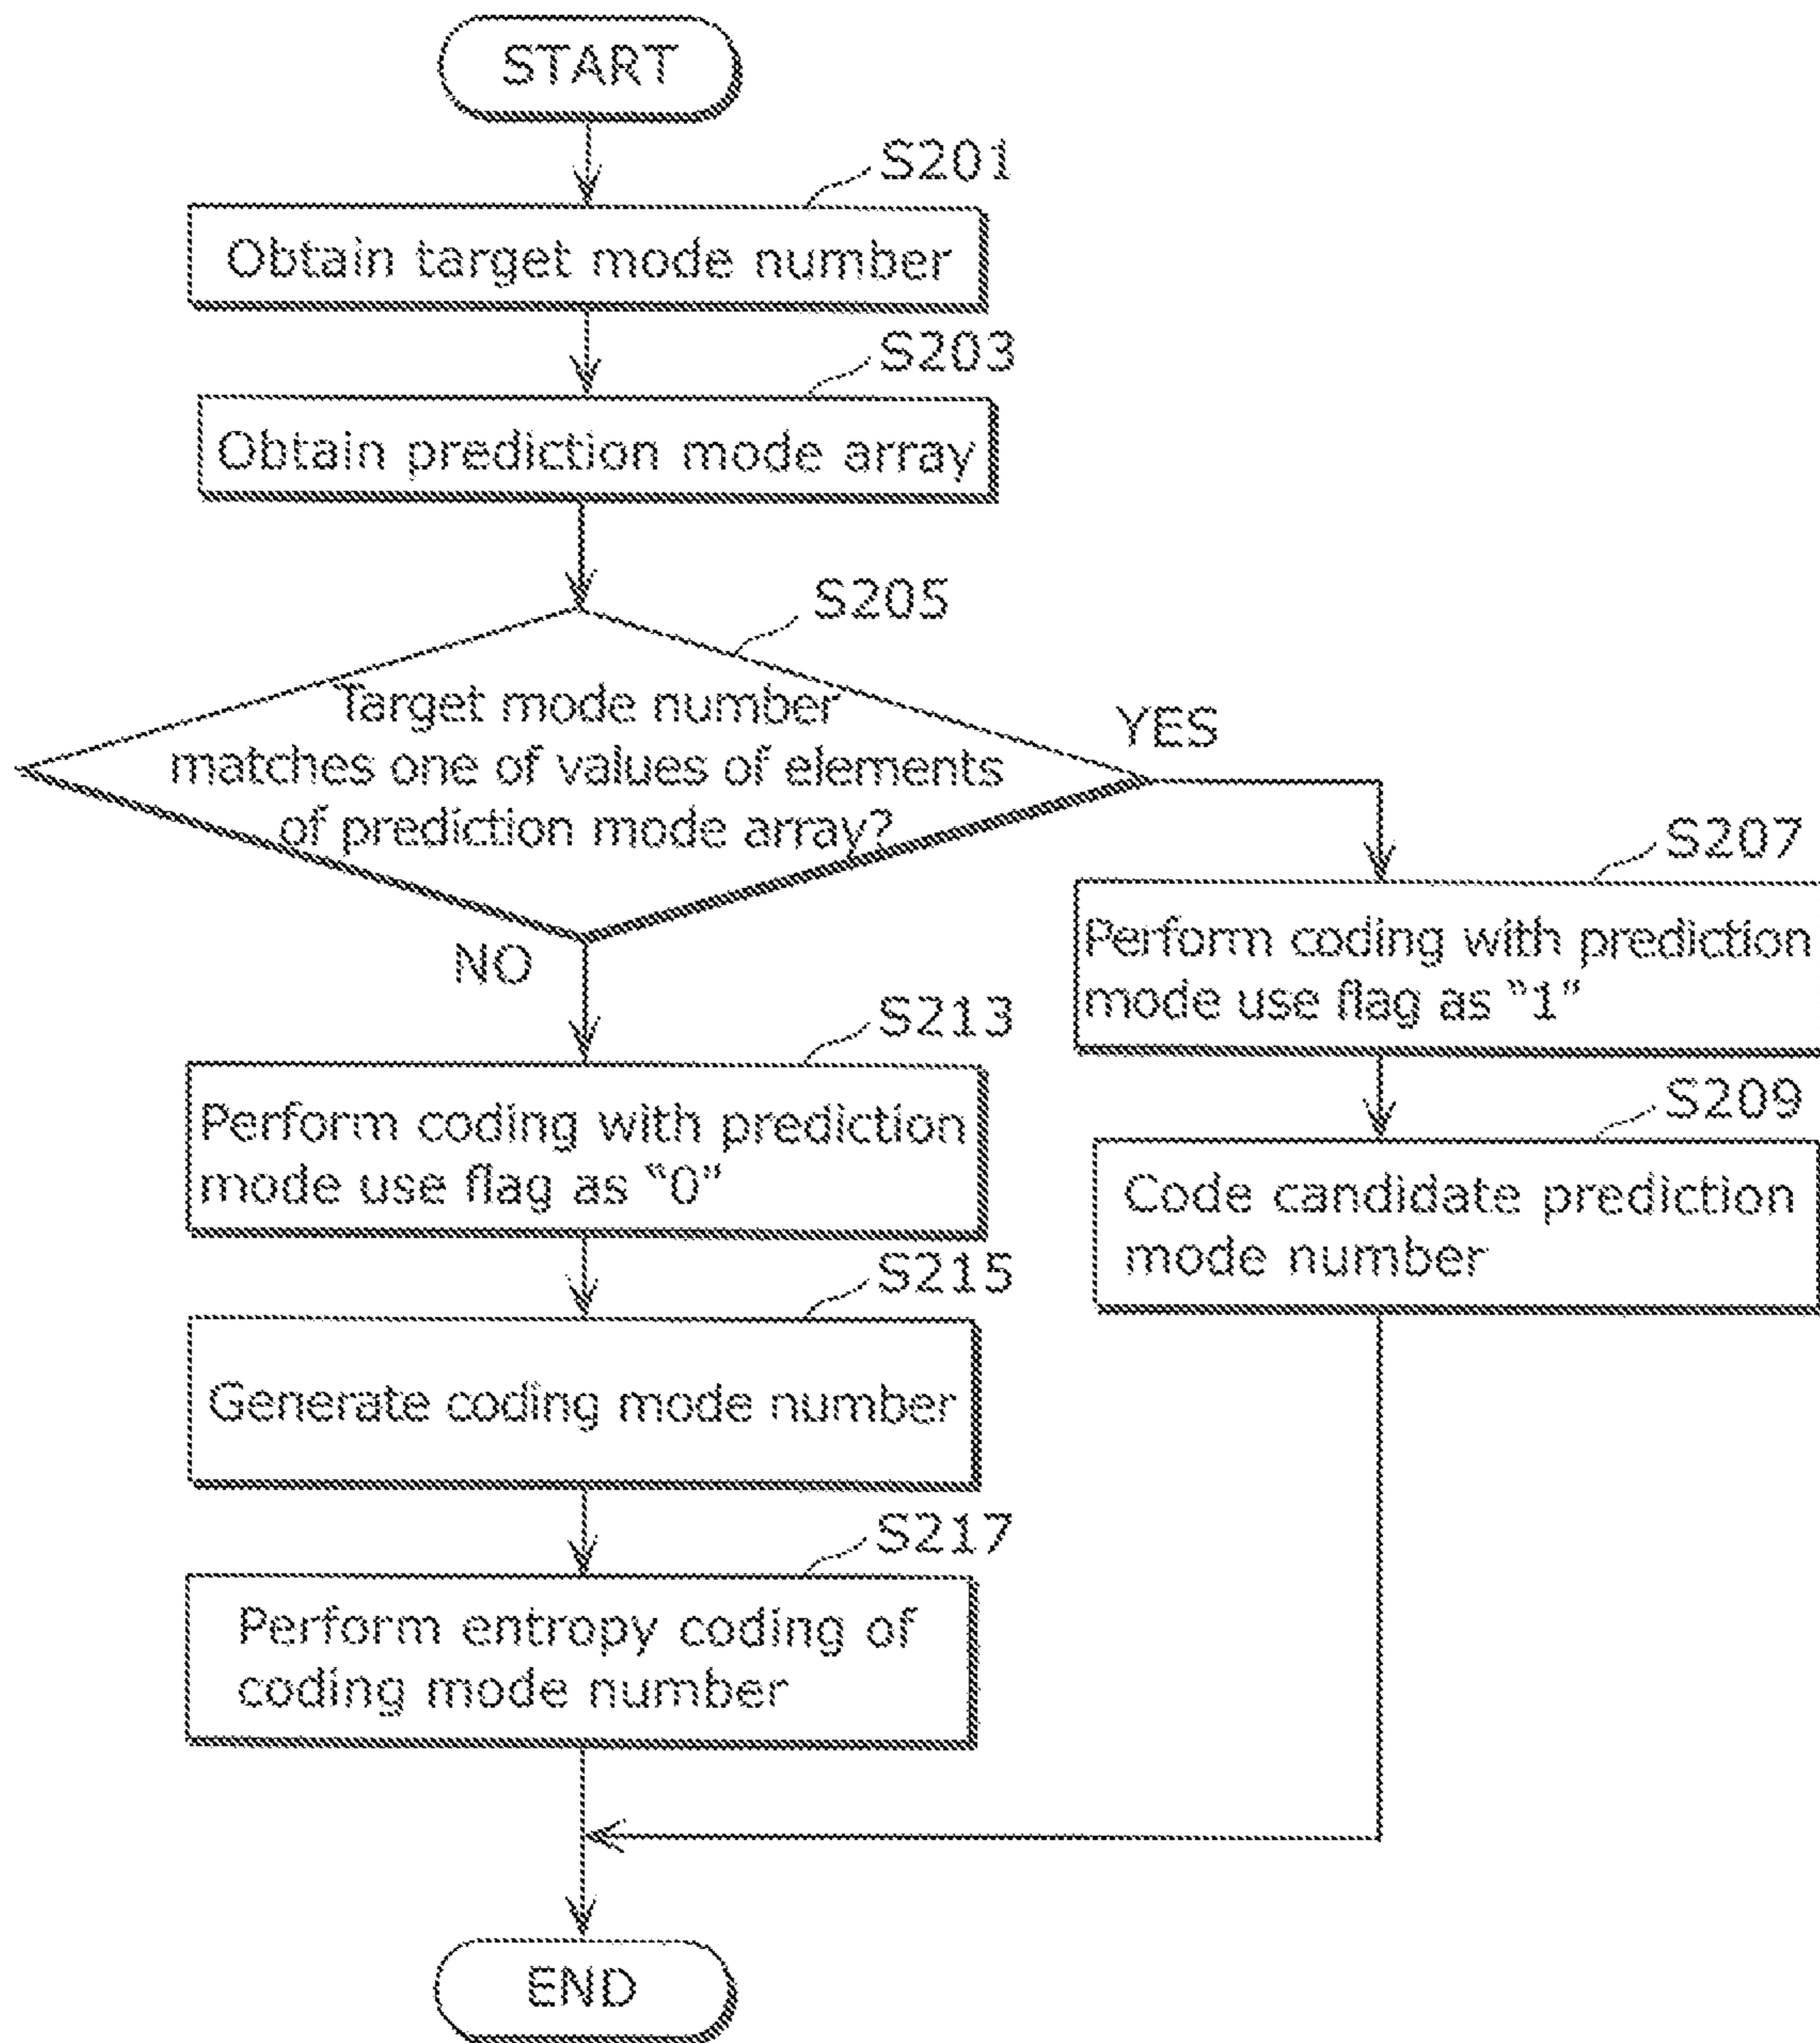 START
S201
Obtain target mode number
S203
Obtain prediction mode array
S205
Target mode number
matches one of values of elements
of prediction mode array?
YES
NO
S207
Perform coding with prediction
mode use flag as “1”
S209
Code candidate prediction
mode number
S213
Perform coding with prediction
mode use flag as “0”
S215
Generate coding mode number
S217
Perform entropy coding of
coding mode number
END